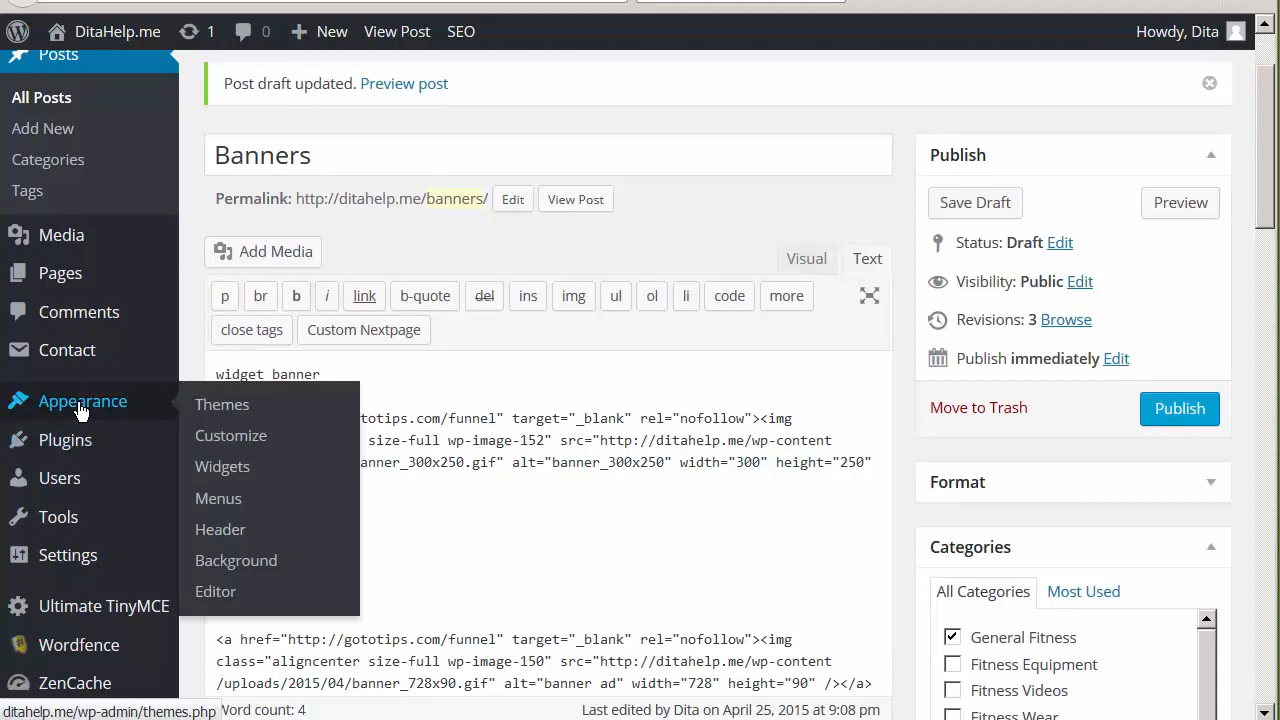 DitaHelp.me 1 0 New View Post SEO Howdy, Dita
Posts
All Posts
Add New
Categories
Tags
Media
Pages
Comments
Contact
Appearance
Plugins
Users
Tools
Settings
Ultimate TinyMCE
Wordfence
ZenCache
Themes
Customize
Widgets
Menus
Header
Background
Editor
Post draft updated. Preview post
Banners
Permalink: http://ditahelp.me/banners/ Edit View Post
Add Media
Visual Text
p br b i link b-quote del ins img ul ol li code more
close tags Custom Nextpage
widget banner
gototips.com/funnel" target="_blank" rel="nofollow"><img
size-full wp-image-152" src="http://ditahelp.me/wp-content
anner_300x250.gif" alt="banner_300x250" width="300" height="250"
<a href="http://gototips.com/funnel" target="_blank" rel="nofollow"><img
class="aligncenter size-full wp-image-150" src="http://ditahelp.me/wp-content
/uploads/2015/04/banner_728x90.gif" alt="banner ad" width="728" height="90" /></a>
Word count: 4 Last edited by Dita on April 25, 2015 at 9:08 pm
Publish
Save Draft Preview
Status: Draft Edit
Visibility: Public Edit
Revisions: 3 Browse
Publish immediately Edit
Move to Trash Publish
Format
Categories
All Categories Most Used
General Fitness
Fitness Equipment
Fitness Videos
Fitness Wear
ditahelp.me/wp-admin/themes.php